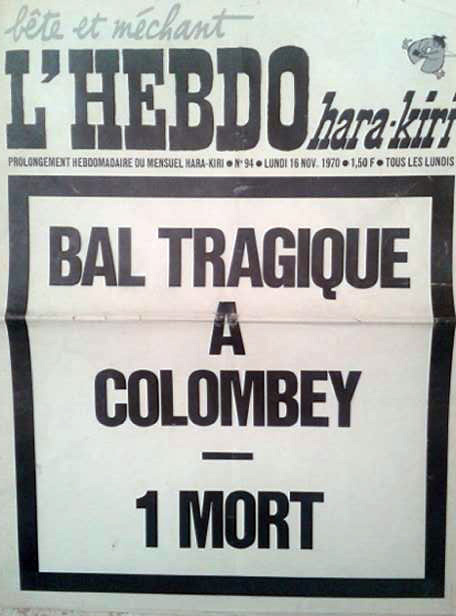 bête et méchant
L'HEBDO hara-kiri
PROLONGEMENT HEBDOMADAIRE DU MENSUEL HARA-KIRI ● N° 94 ● LUNDI 16 NOV. 1970 ● 1,50 F ● TOUS LES LUNDIS
BAL TRAGIQUE
A
COLOMBEY
—
1 MORT